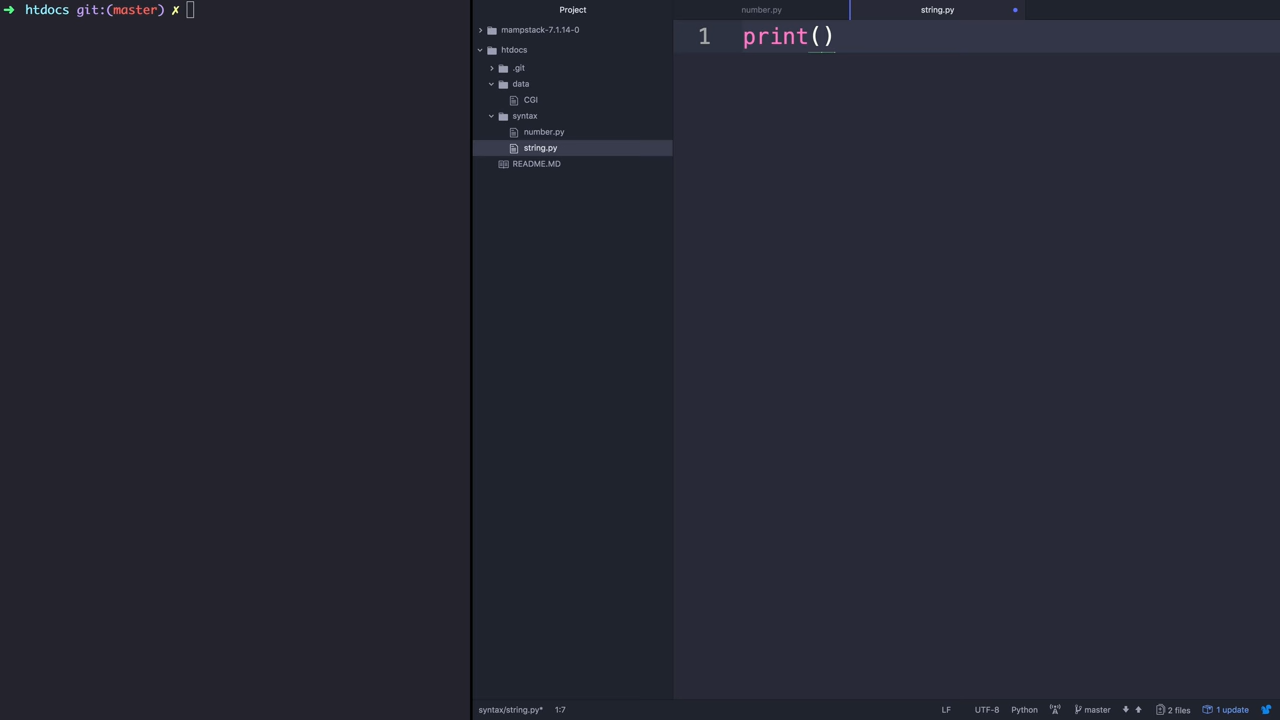 ➜ htdocs git:(master) ✗
Project
mampstack-7.1.14-0
htdocs
.git
data
CGI
syntax
number.py
string.py
README.MD
number.py
string.py
1 print()
syntax/string.py* 1:7
LF UTF-8 Python master 2 files 1 update